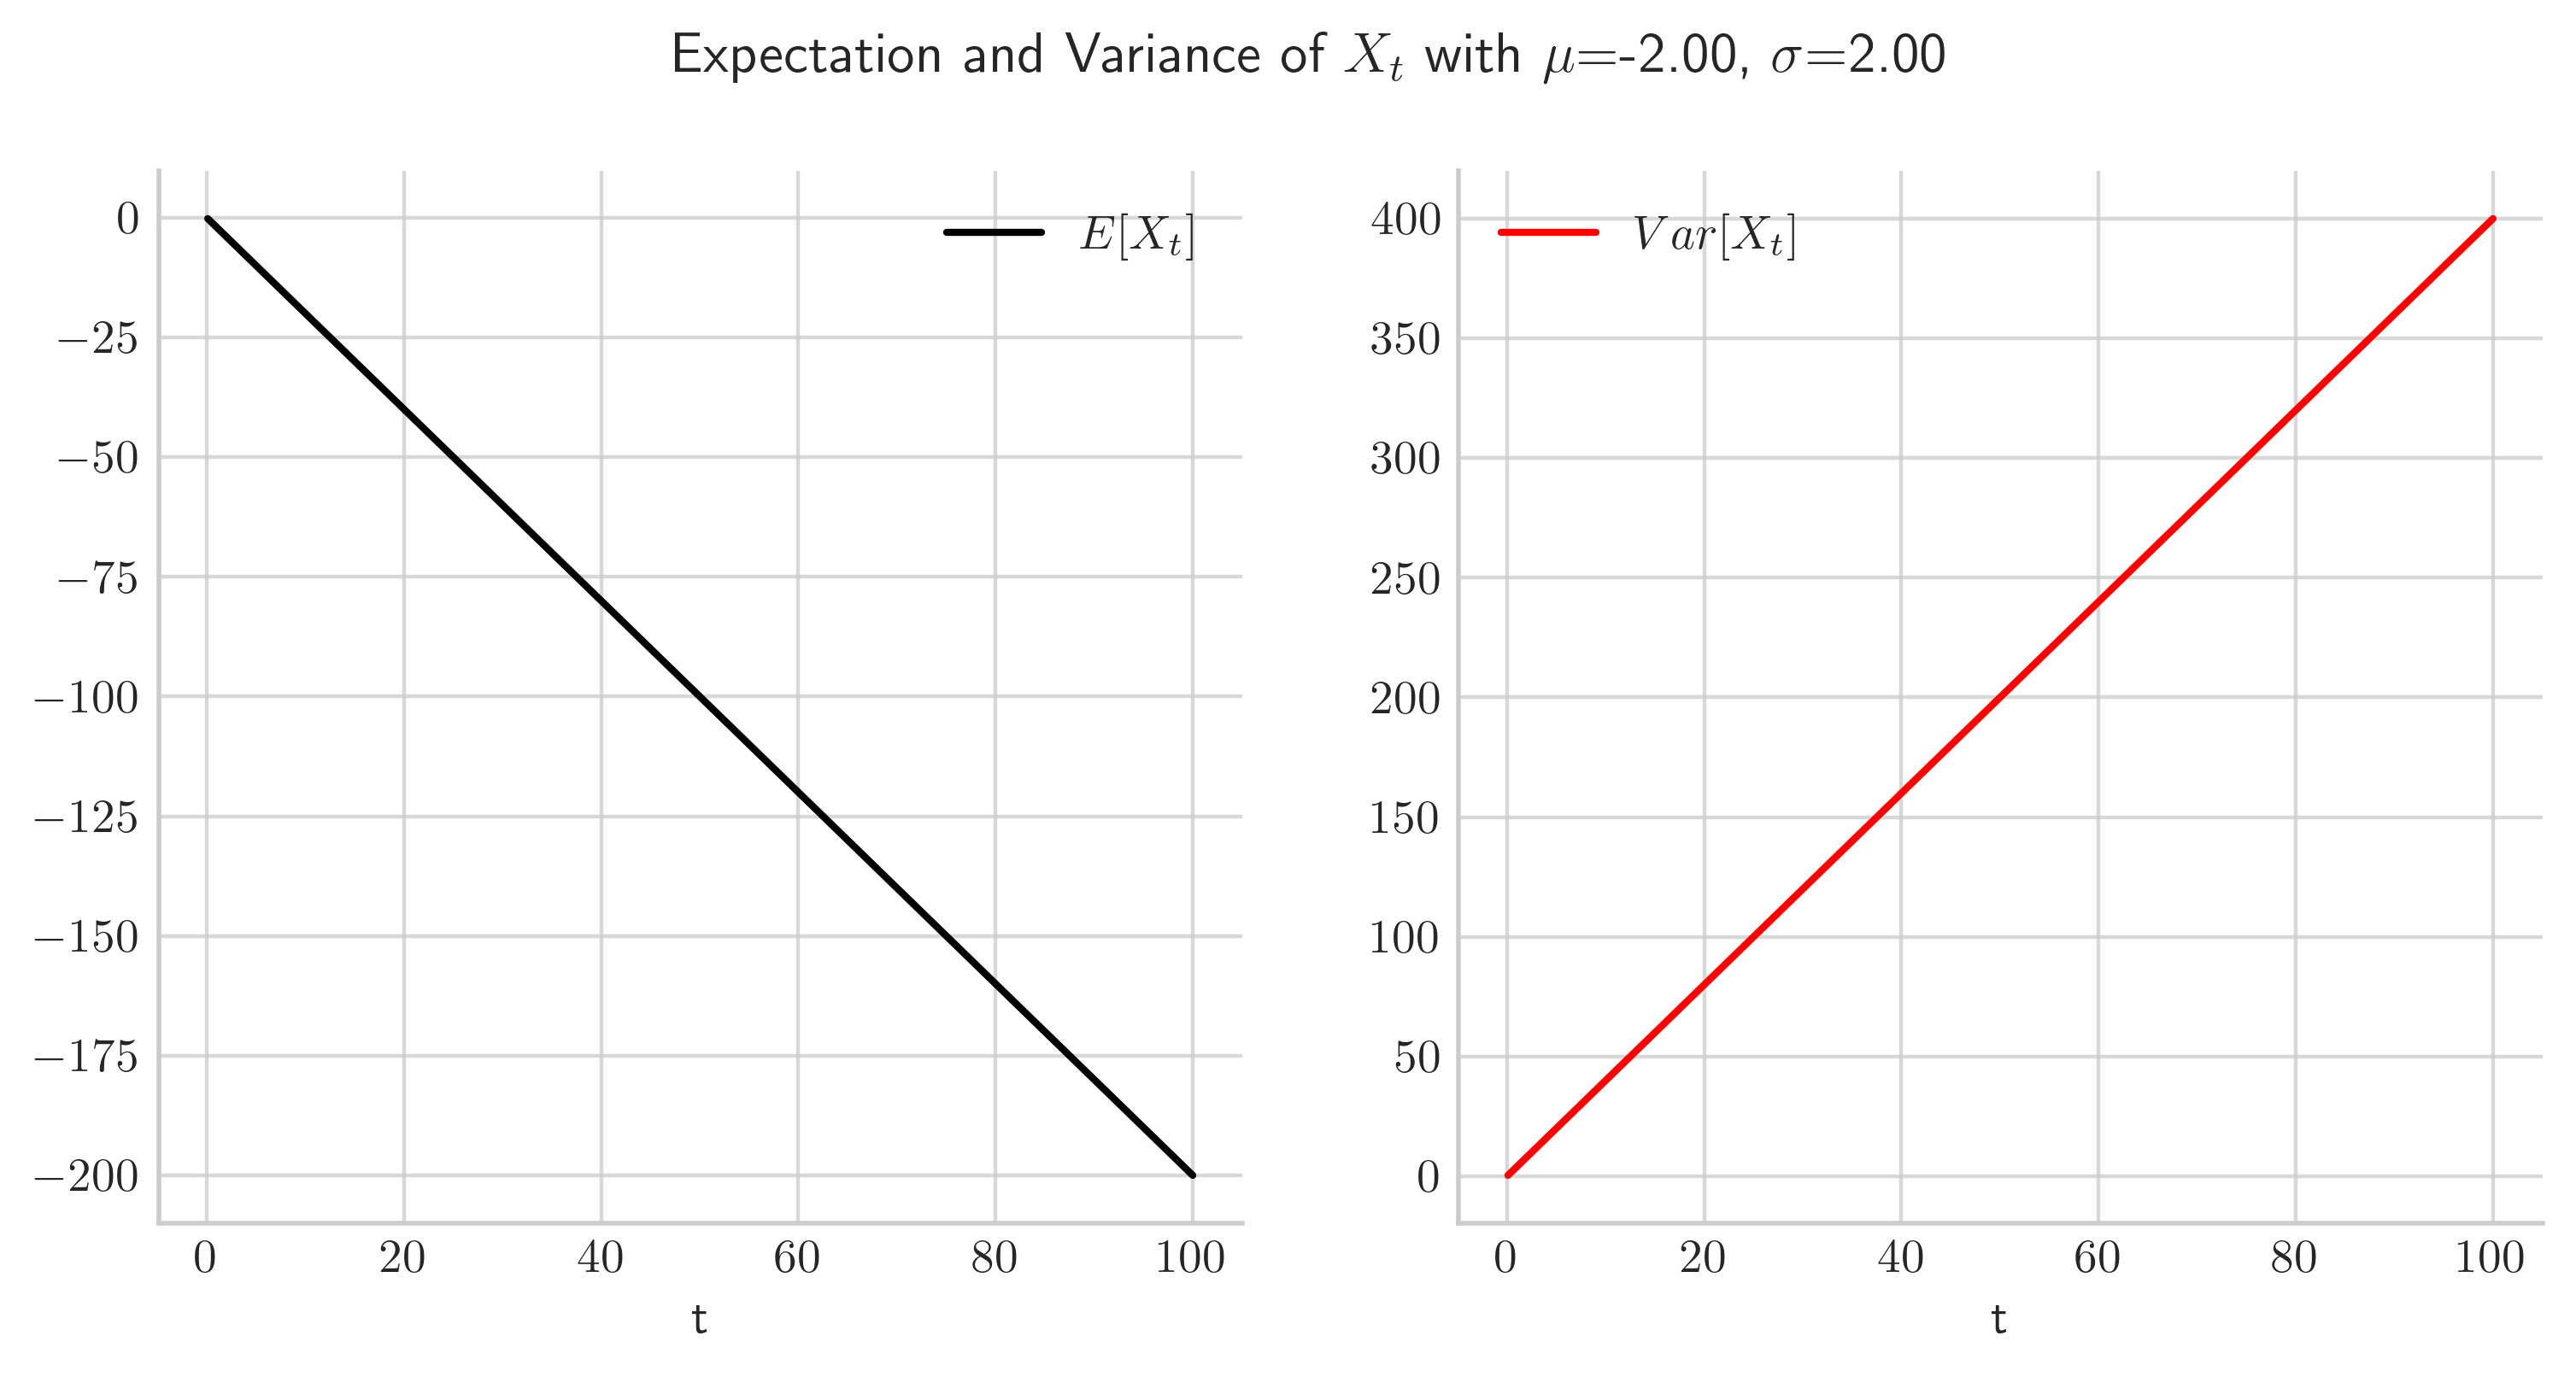 Expectation and Variance of $X_t$ with $\mu$=-2.00, $\sigma$=2.00
$E[X_t]$
0
−25
−50
−75
−100
−125
−150
−175
−200
0 20 40 60 80 100
t
$Var[X_t]$
400
350
300
250
200
150
100
50
0
0 20 40 60 80 100
t